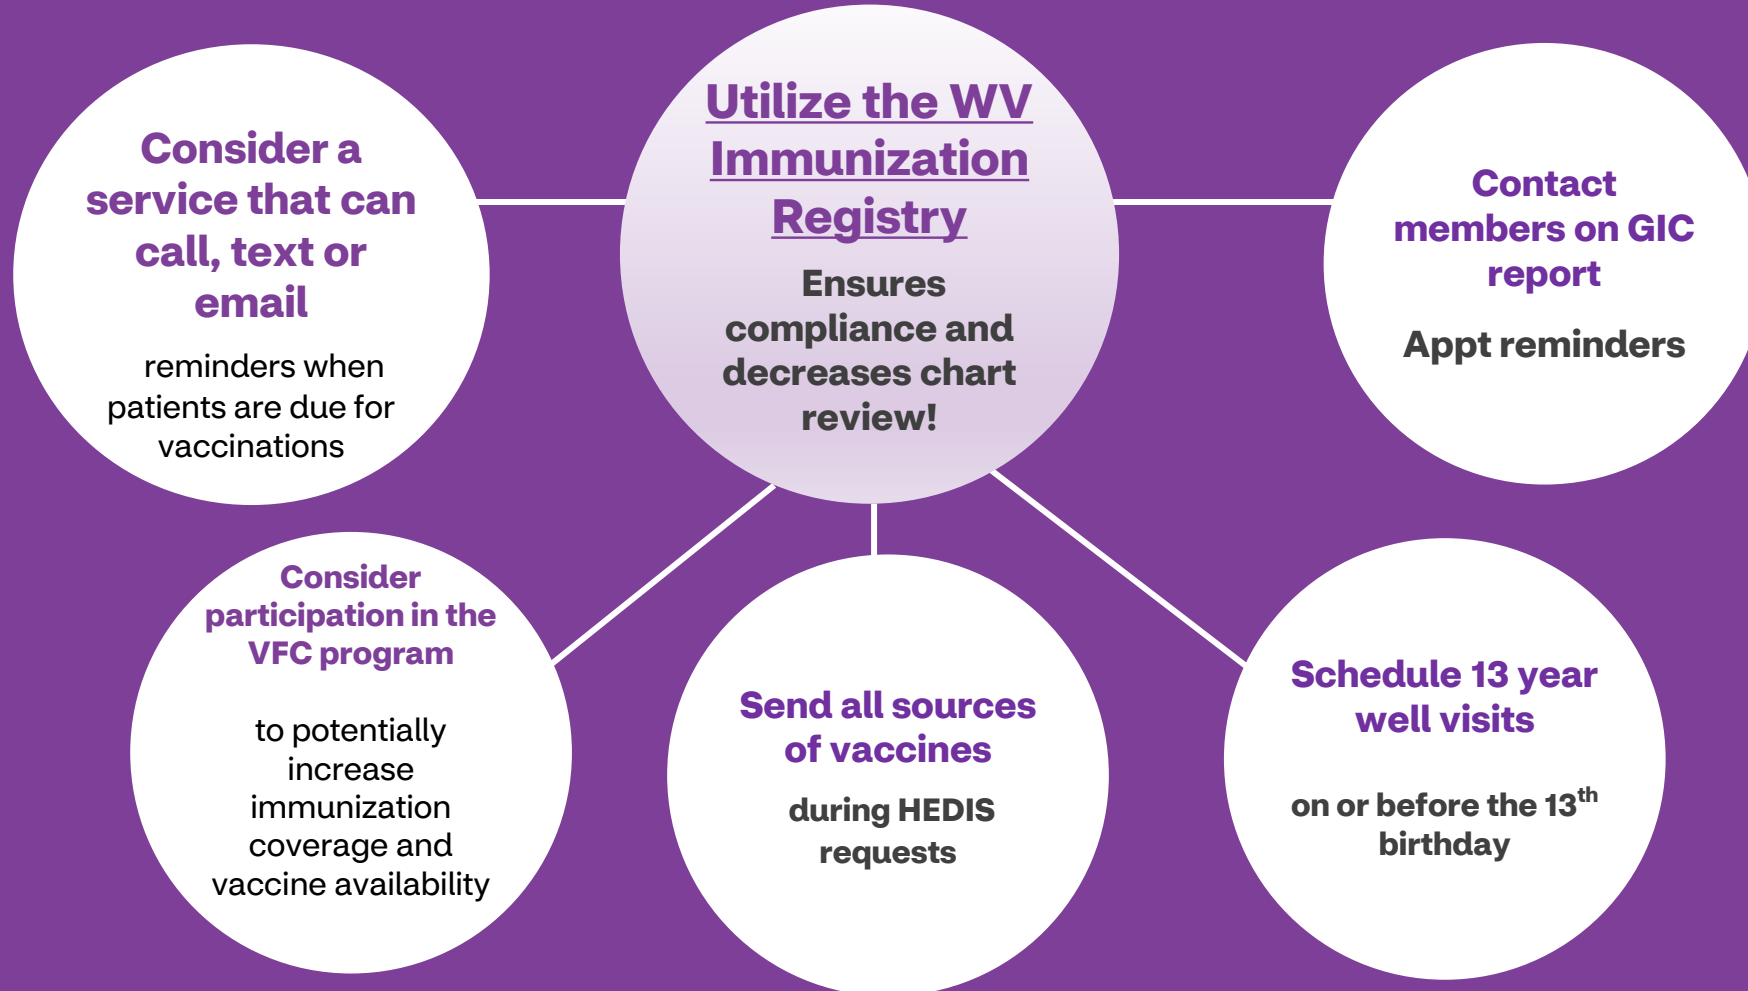 Consider a
service that can
call, text or
email
reminders when
patients are due for
vaccinations
Utilize the WV
Immunization
Registry
Ensures
compliance and
decreases chart
review!
Contact
members on GIC
report
Appt reminders
Consider
participation in the
VFC program
to potentially
increase
immunization
coverage and
vaccine availability
Send all sources
of vaccines
during HEDIS
requests
Schedule 13 year
well visits
on or before the 13th
birthday